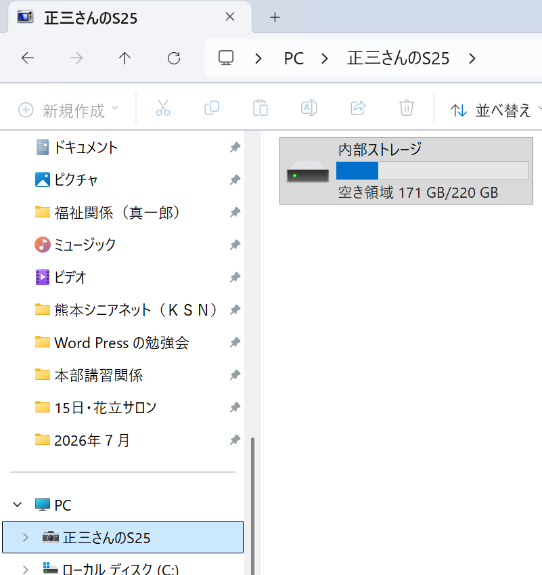 正三さんのS25
PC
正三さんのS25
新規作成
並べ替え
ドキュメント
ピクチャ
福祉関係（真一郎）
ミュージック
ビデオ
熊本シニアネット（ＫＳＮ）
Word Press の勉強会
本部講習関係
15日・花立サロン
2026年７月
PC
正三さんのS25
ローカル ディスク (C:)
内部ストレージ
空き領域 171 GB/220 GB